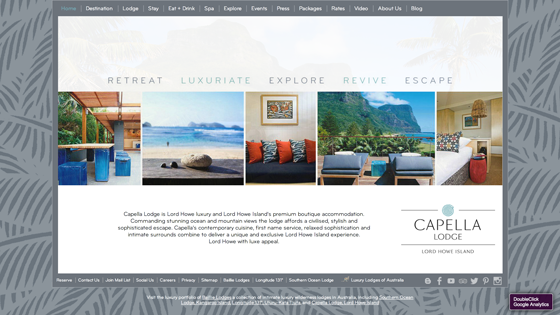 Home | Destination | Lodge | Stay | Eat + Drink | Spa | Explore | Events | Press | Packages | Rates | Video | About Us | Blog
RETREAT LUXURIATE EXPLORE REVIVE ESCAPE
Capella Lodge is Lord Howe luxury and Lord Howe Island's premium boutique accommodation.
Commanding stunning ocean and mountain views the lodge affords a civilised, stylish and
sophisticated escape. Capella's contemporary cuisine, first name service, relaxed sophistication and
intimate surrounds combine to deliver a unique and exclusive Lord Howe Island experience.
Lord Howe with luxe appeal.
CAPELLA
LODGE
LORD HOWE ISLAND
Reserve | Contact Us | Join Mail List | Social Us | Careers | Privacy | Sitemap | Baillie Lodges | Longitude 131° | Southern Ocean Lodge
Luxury Lodges of Australia
Visit the luxury portfolio of Baillie Lodges a collection of intimate luxury wilderness lodges in Australia, including Southern Ocean
Lodge, Kangaroo Island, Longitude 131°, Uluru-Kata Tjuta, and Capella Lodge, Lord Howe Island.
DoubleClick
Google Analytics